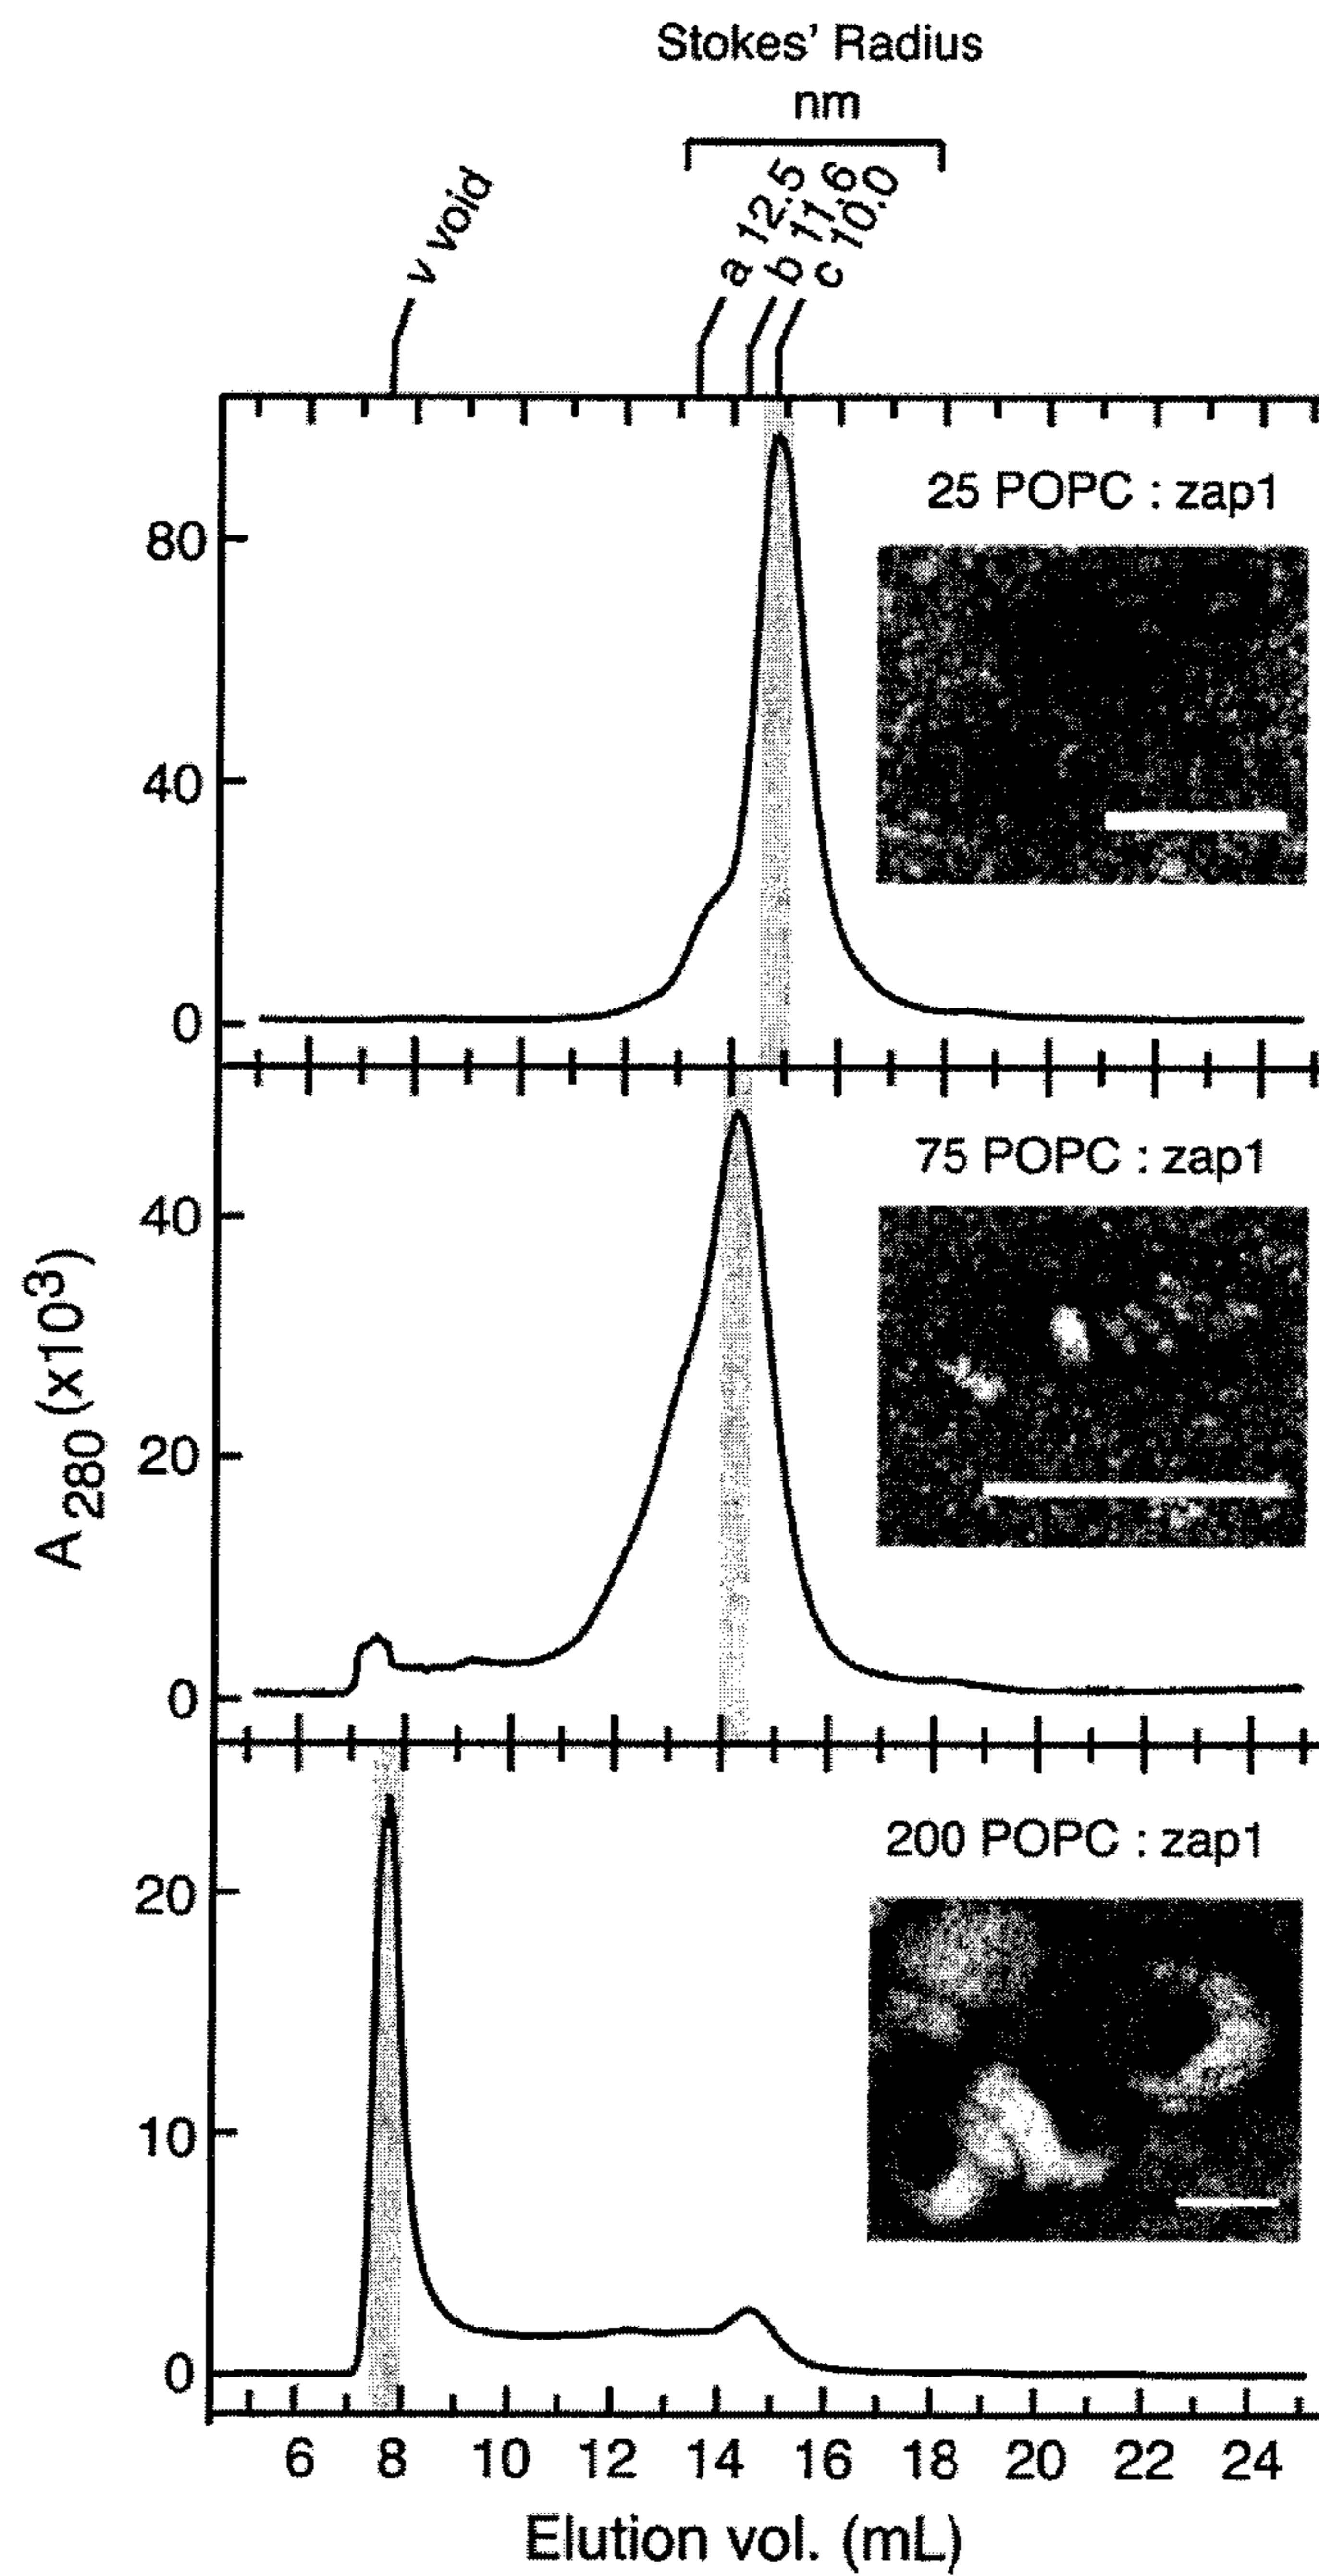 Stokes' Radius
nm
v void
a 12.5
b 11.6
c 10.0
25 POPC : zap1
80
40
0
75 POPC : zap1
40
20
0
A280 (x10³)
200 POPC : zap1
20
10
0
6 8 10 12 14 16 18 20 22 24
Elution vol. (mL)